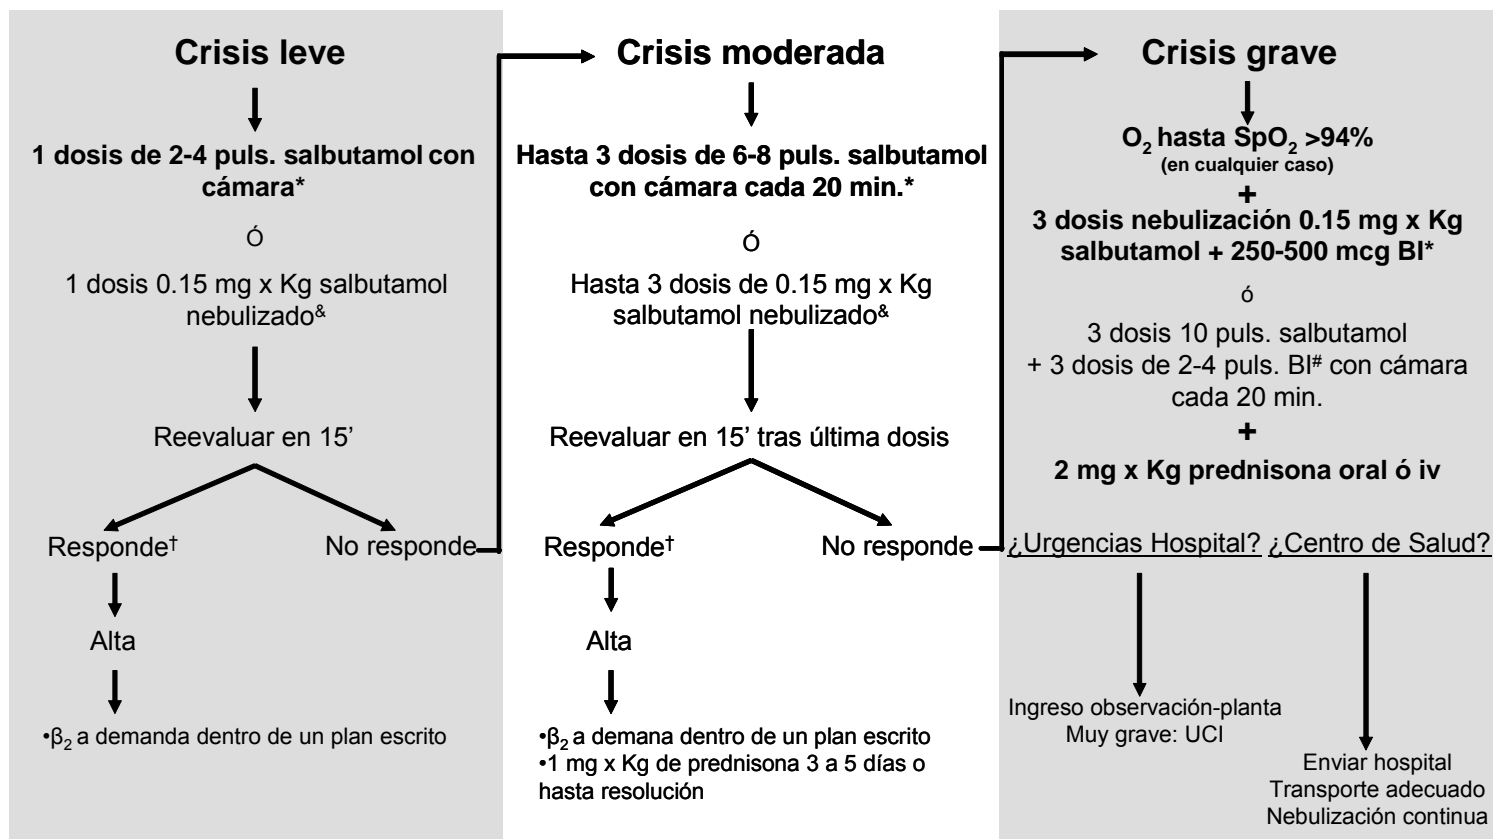 Crisis leve
1 dosis de 2-4 puls. salbutamol con
cámara*
Ó
1 dosis 0.15 mg x Kg salbutamol
nebulizado&
Reevaluar en 15’
Responde†
No responde
Alta
•β2 a demanda dentro de un plan escrito
Crisis moderada
Hasta 3 dosis de 6-8 puls. salbutamol
con cámara cada 20 min.*
Ó
Hasta 3 dosis de 0.15 mg x Kg
salbutamol nebulizado&
Reevaluar en 15’ tras última dosis
Responde†
No responde
Alta
•β2 a demana dentro de un plan escrito
•1 mg x Kg de prednisona 3 a 5 días o
hasta resolución
Crisis grave
O2 hasta SpO2 >94%
(en cualquier caso)
+
3 dosis nebulización 0.15 mg x Kg
salbutamol + 250-500 mcg BI*
ó
3 dosis 10 puls. salbutamol
+ 3 dosis de 2-4 puls. BI# con cámara
cada 20 min.
+
2 mg x Kg prednisona oral ó iv
¿Urgencias Hospital?
¿Centro de Salud?
Ingreso observación-planta
Muy grave: UCI
Enviar hospital
Transporte adecuado
Nebulización continua